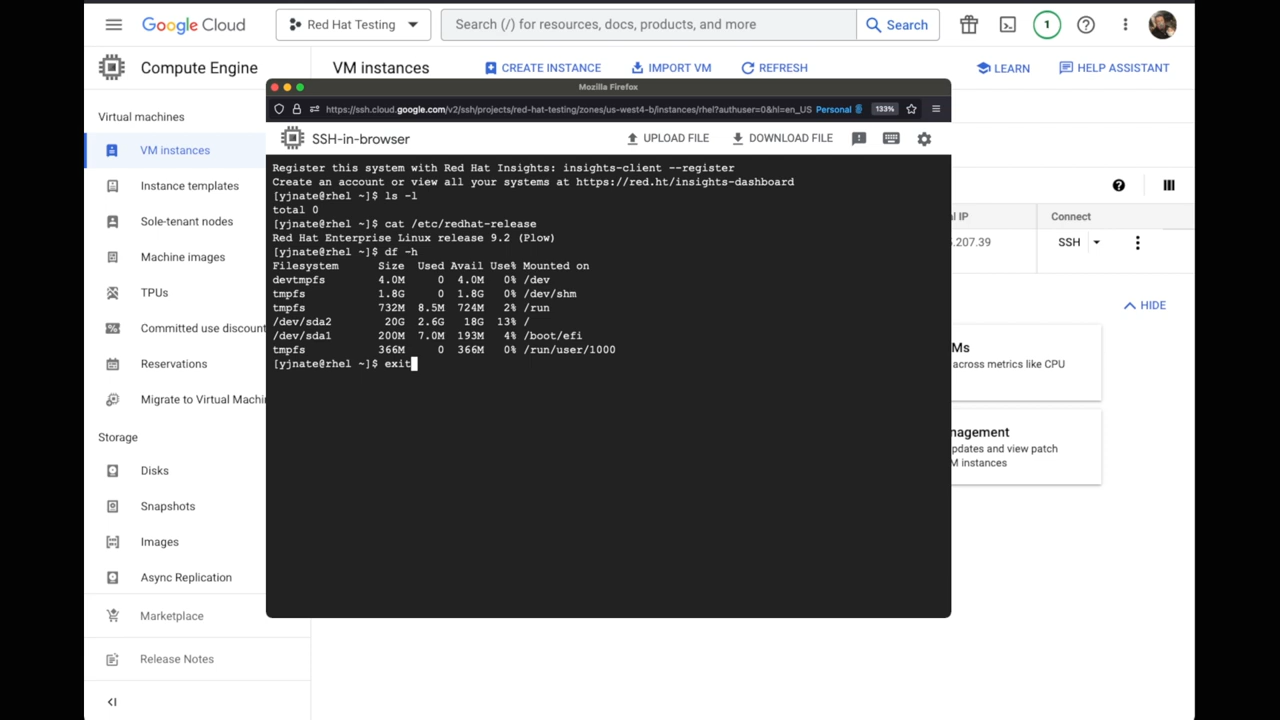 Google Cloud
Red Hat Testing
Search (/) for resources, docs, products, and more
Search
1
Compute Engine
VM instances
CREATE INSTANCE
IMPORT VM
REFRESH
LEARN
HELP ASSISTANT
Virtual machines
VM instances
Instance templates
Sole-tenant nodes
Machine images
TPUs
Committed use discount
Reservations
Migrate to Virtual Machi
Storage
Disks
Snapshots
Images
Async Replication
Marketplace
Release Notes
Mozilla Firefox
https://ssh.cloud.google.com/v2/ssh/projects/red-hat-testing/zones/us-west4-b/instances/rhel?authuser=0&hl=en_US
Personal
133%
SSH-in-browser
UPLOAD FILE
DOWNLOAD FILE
Register this system with Red Hat Insights: insights-client --register
Create an account or view all your systems at https://red.ht/insights-dashboard
[yjnate@rhel ~]$ ls -l
total 0
[yjnate@rhel ~]$ cat /etc/redhat-release
Red Hat Enterprise Linux release 9.2 (Plow)
[yjnate@rhel ~]$ df -h
Filesystem Size Used Avail Use% Mounted on
devtmpfs 4.0M 0 4.0M 0% /dev
tmpfs 1.8G 0 1.8G 0% /dev/shm
tmpfs 732M 8.5M 724M 2% /run
/dev/sda2 20G 2.6G 18G 13% /
/dev/sda1 200M 7.0M 193M 4% /boot/efi
tmpfs 366M 0 366M 0% /run/user/1000
[yjnate@rhel ~]$ exit
l IP
Connect
.207.39
SSH
HIDE
Ms
across metrics like CPU
nagement
pdates and view patch
M instances